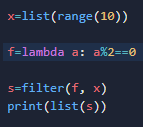 x=list(range(10))
f=lambda a: a%2==0
s=filter(f, x)
print(list(s))